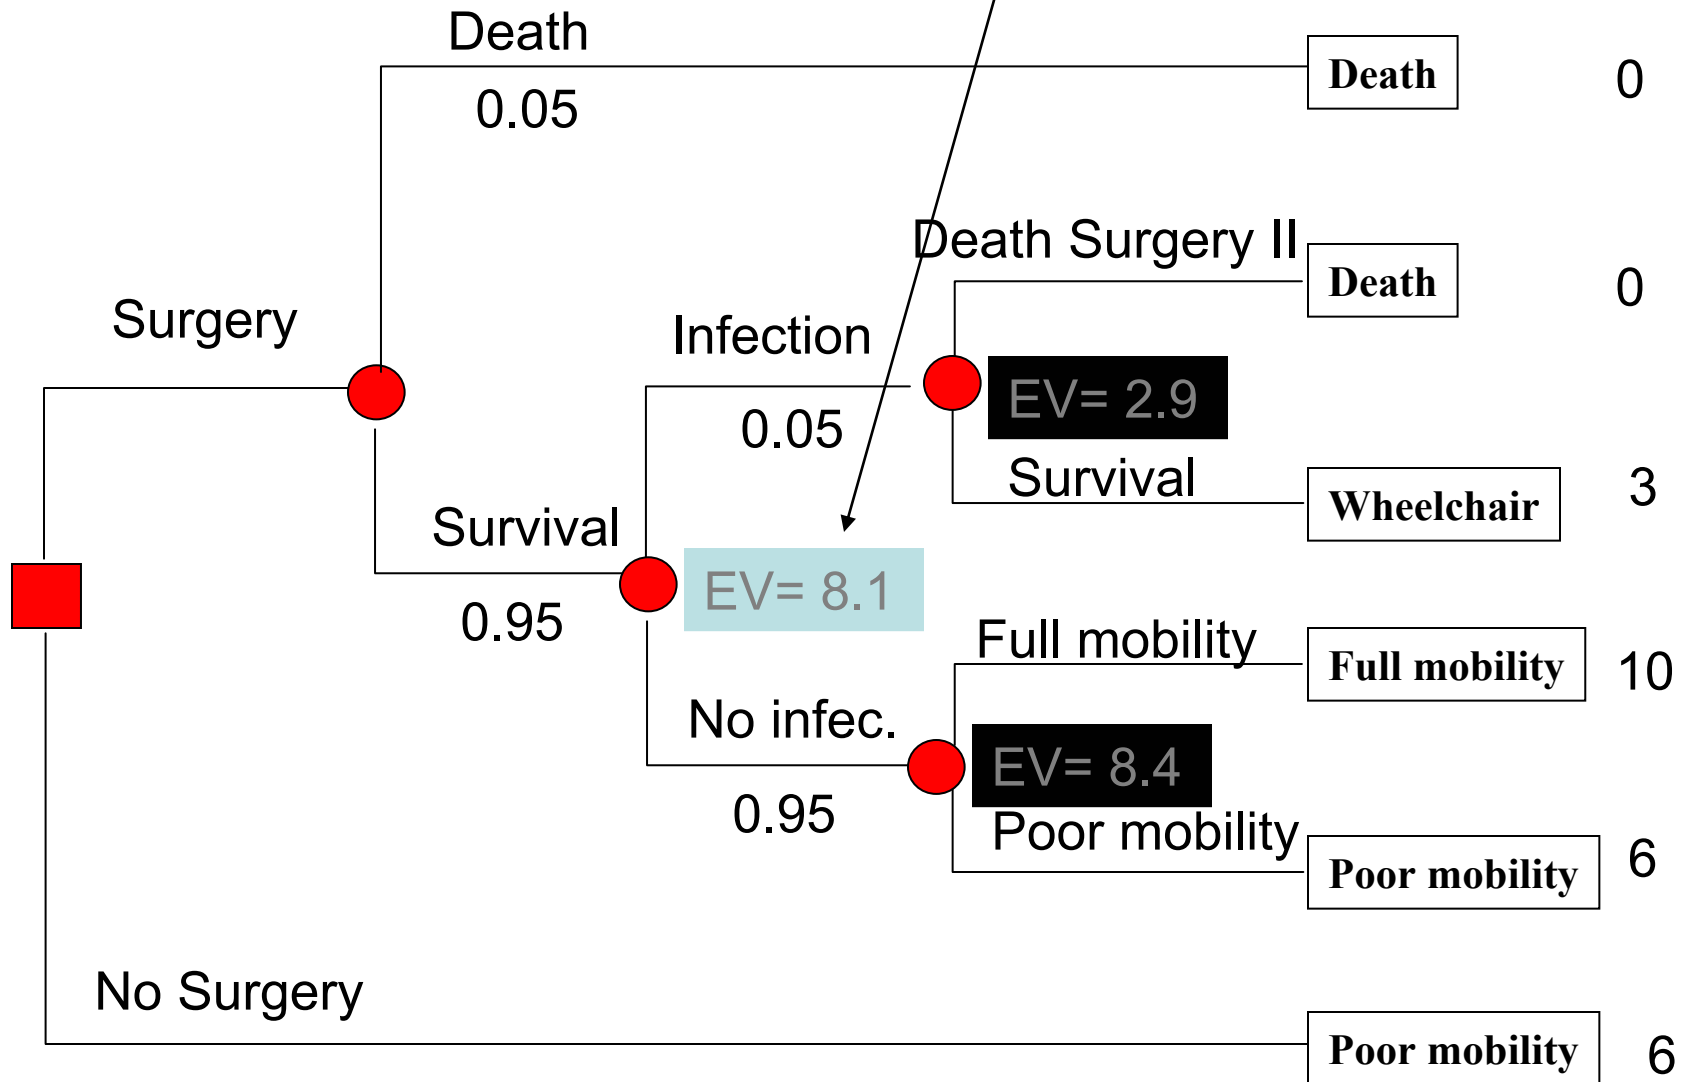 Death
0.05
Death 0
Death Surgery II
Death 0
Surgery
Infection
0.05
EV= 2.9
Survival
Wheelchair 3
Survival
0.95
EV= 8.1
Full mobility
Full mobility 10
No infec.
0.95
EV= 8.4
Poor mobility
Poor mobility 6
No Surgery
Poor mobility 6